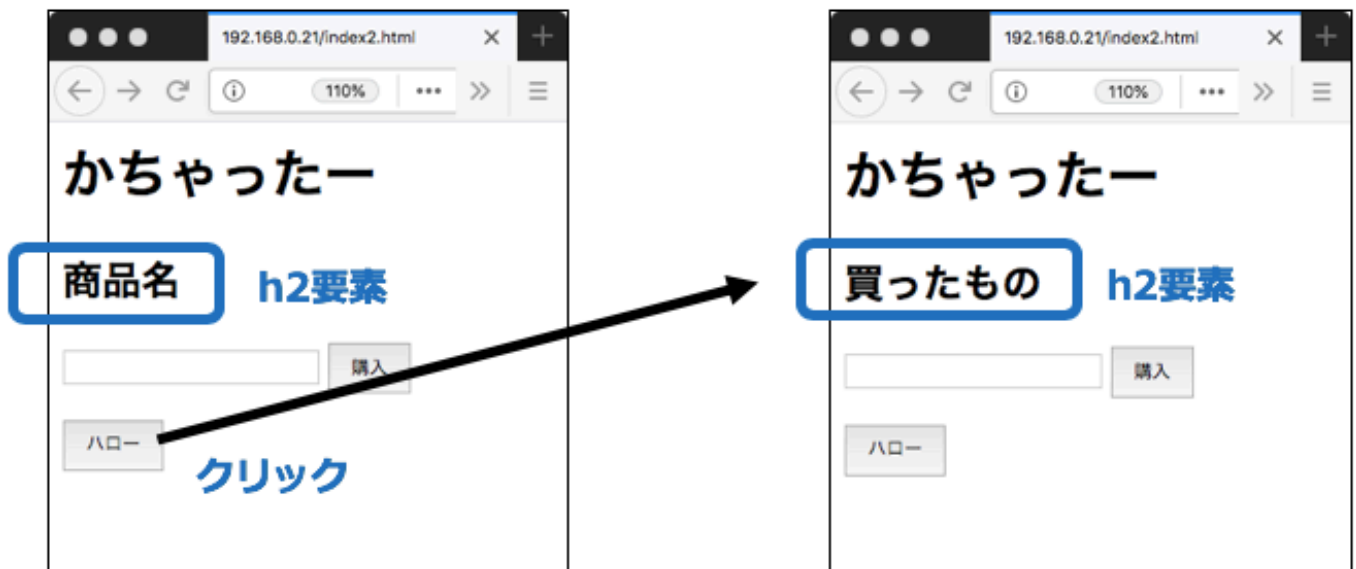 192.168.0.21/index2.html
110%
かちゃったー
商品名
h2要素
購入
ハロー
クリック
192.168.0.21/index2.html
110%
かちゃったー
買ったもの
h2要素
購入
ハロー